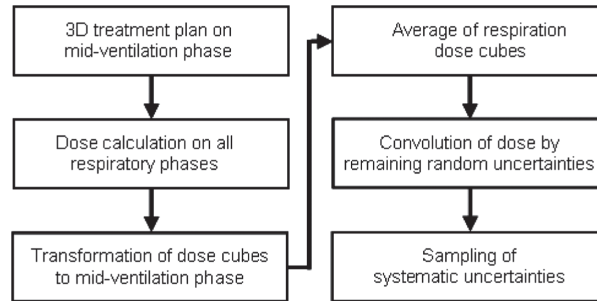 3D treatment plan on
mid-ventilation phase
Dose calculation on all
respiratory phases
Transformation of dose cubes
to mid-ventilation phase
Average of respiration
dose cubes
Convolution of dose by
remaining random uncertainties
Sampling of
systematic uncertainties